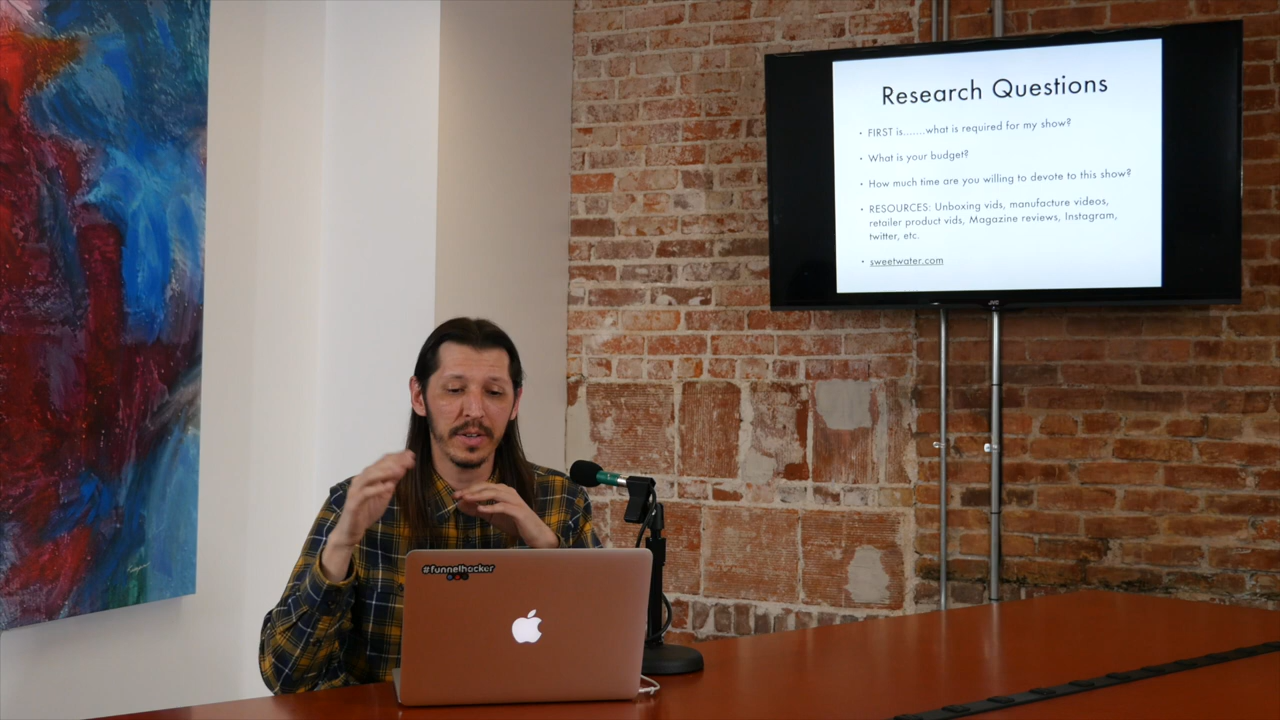 Research Questions
• FIRST is.......what is required for my show?
• What is your budget?
• How much time are you willing to devote to this show?
• RESOURCES: Unboxing vids, manufacture videos,
retailer product vids, Magazine reviews, Instagram,
twitter, etc.
• sweetwater.com
JVC
#funnelhacker